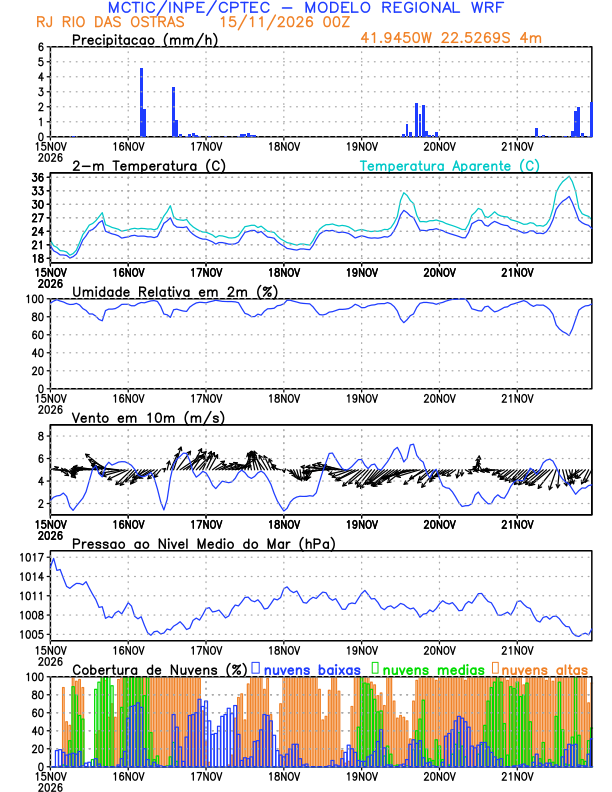 MCTIC/INPE/CPTEC – MODELO REGIONAL WRF
RJ RIO DAS OSTRAS 15/11/2026 00Z
Precipitacao (mm/h) 41.9450W 22.5269S 4m
6
5
4
3
2
1
0
15NOV 16NOV 17NOV 18NOV 19NOV 20NOV 21NOV
2026
2–m Temperatura (C) Temperatura Aparente (C)
36
33
30
27
24
21
18
15NOV 16NOV 17NOV 18NOV 19NOV 20NOV 21NOV
2026
Umidade Relativa em 2m (%)
100
80
60
40
20
0
15NOV 16NOV 17NOV 18NOV 19NOV 20NOV 21NOV
2026
Vento em 10m (m/s)
8
6
4
2
15NOV 16NOV 17NOV 18NOV 19NOV 20NOV 21NOV
2026
Pressao ao Nivel Medio do Mar (hPa)
1017
1014
1011
1008
1005
15NOV 16NOV 17NOV 18NOV 19NOV 20NOV 21NOV
2026
Cobertura de Nuvens (%) nuvens baixas nuvens medias nuvens altas
100
80
60
40
20
0
15NOV 16NOV 17NOV 18NOV 19NOV 20NOV 21NOV
2026